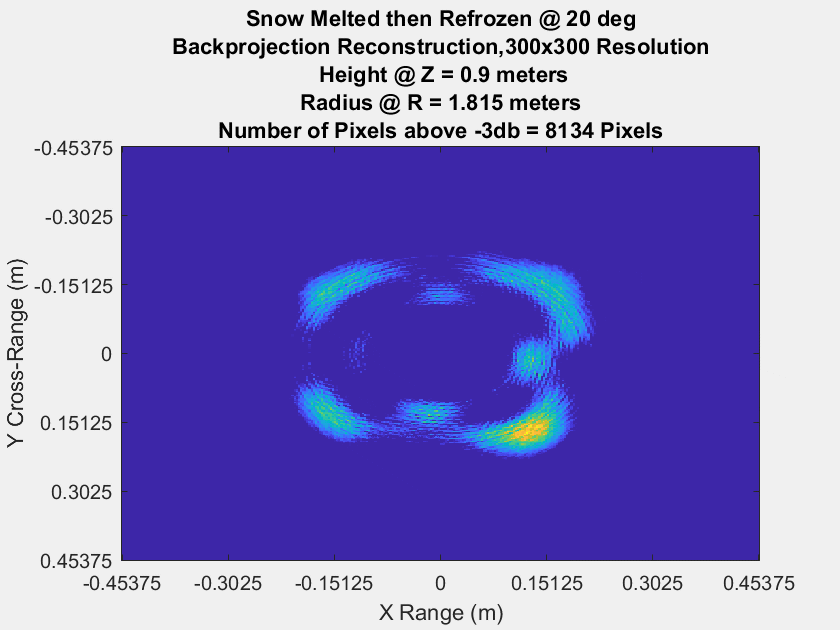 Snow Melted then Refrozen @ 20 deg
Backprojection Reconstruction,300x300 Resolution
Height @ Z = 0.9 meters
Radius @ R = 1.815 meters
Number of Pixels above -3db = 8134 Pixels
-0.45375
-0.3025
-0.15125
0
0.15125
0.3025
0.45375
Y Cross-Range (m)
-0.45375 -0.3025 -0.15125 0 0.15125 0.3025 0.45375
X Range (m)